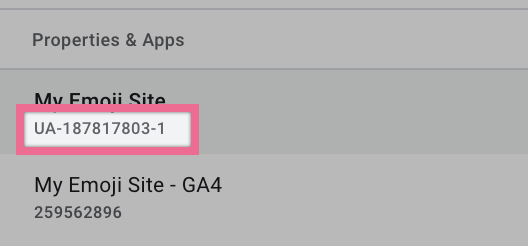 Properties & Apps
My Emoji Site
UA-187817803-1
My Emoji Site - GA4
259562896